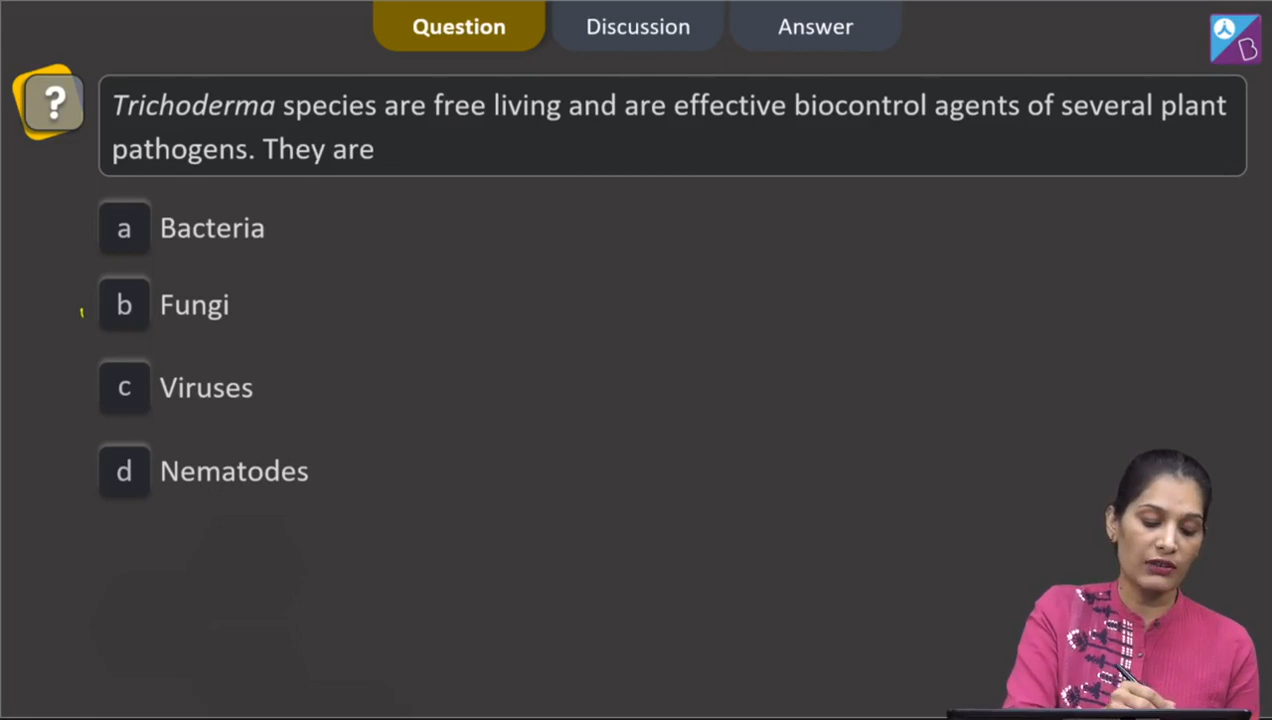 Question
Discussion
Answer
?
Trichoderma species are free living and are effective biocontrol agents of several plant
pathogens. They are
a Bacteria
b Fungi
c Viruses
d Nematodes
B